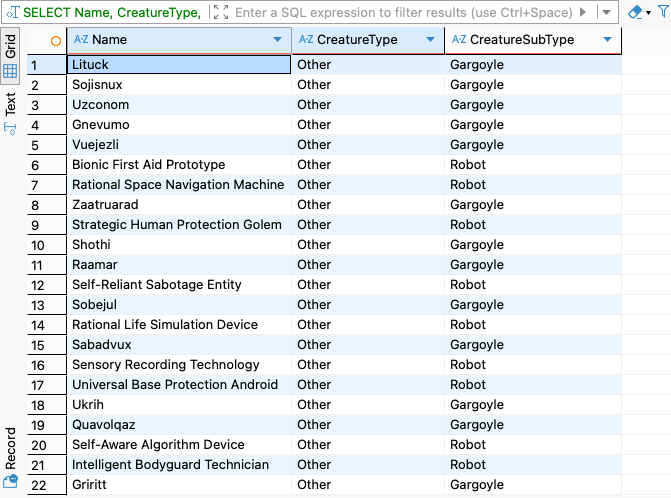 SELECT Name, CreatureType, Enter a SQL expression to filter results (use Ctrl+Space)
Grid
Text
Record
Name CreatureType CreatureSubType
1 Lituck Other Gargoyle
2 Sojisnux Other Gargoyle
3 Uzconom Other Gargoyle
4 Gnevumo Other Gargoyle
5 Vuejezli Other Gargoyle
6 Bionic First Aid Prototype Other Robot
7 Rational Space Navigation Machine Other Robot
8 Zaatruarad Other Gargoyle
9 Strategic Human Protection Golem Other Robot
10 Shothi Other Gargoyle
11 Raamar Other Gargoyle
12 Self-Reliant Sabotage Entity Other Robot
13 Sobejul Other Gargoyle
14 Rational Life Simulation Device Other Robot
15 Sabadvux Other Gargoyle
16 Sensory Recording Technology Other Robot
17 Universal Base Protection Android Other Robot
18 Ukrih Other Gargoyle
19 Quavolqaz Other Gargoyle
20 Self-Aware Algorithm Device Other Robot
21 Intelligent Bodyguard Technician Other Robot
22 Griritt Other Gargoyle